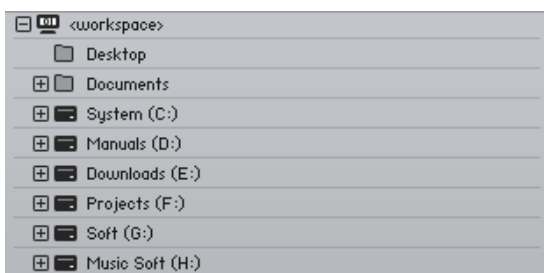 <workspace>
Desktop
Documents
System (C:)
Manuals (D:)
Downloads (E:)
Projects (F:)
Soft (G:)
Music Soft (H:)